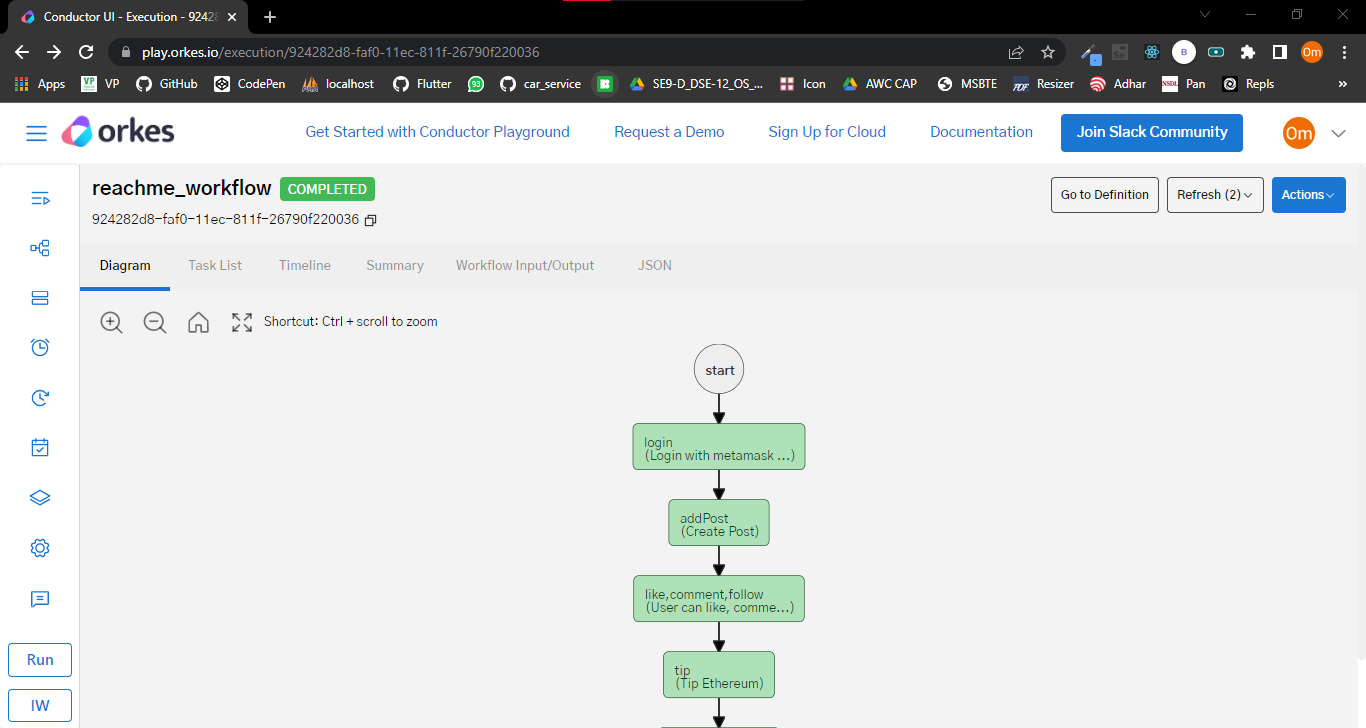 Conductor UI - Execution - 9242
play.orkes.io/execution/924282d8-faf0-11ec-811f-26790f220036
B
Om
Apps
VP VP
GitHub
CodePen
localhost
Flutter
93
car_service
SE9-D_DSE-12_OS_...
Icon
AWC CAP
MSBTE
PDF Resizer
Adhar
NSDL Pan
Repls
»
orkes
Get Started with Conductor Playground
Request a Demo
Sign Up for Cloud
Documentation
Join Slack Community
Om
reachme_workflow COMPLETED
924282d8-faf0-11ec-811f-26790f220036
Go to Definition
Refresh (2)
Actions
Diagram
Task List
Timeline
Summary
Workflow Input/Output
JSON
Shortcut: Ctrl + scroll to zoom
start
login
(Login with metamask ...)
addPost
(Create Post)
like,comment,follow
(User can like, comme...)
tip
(Tip Ethereum)
Run
IW